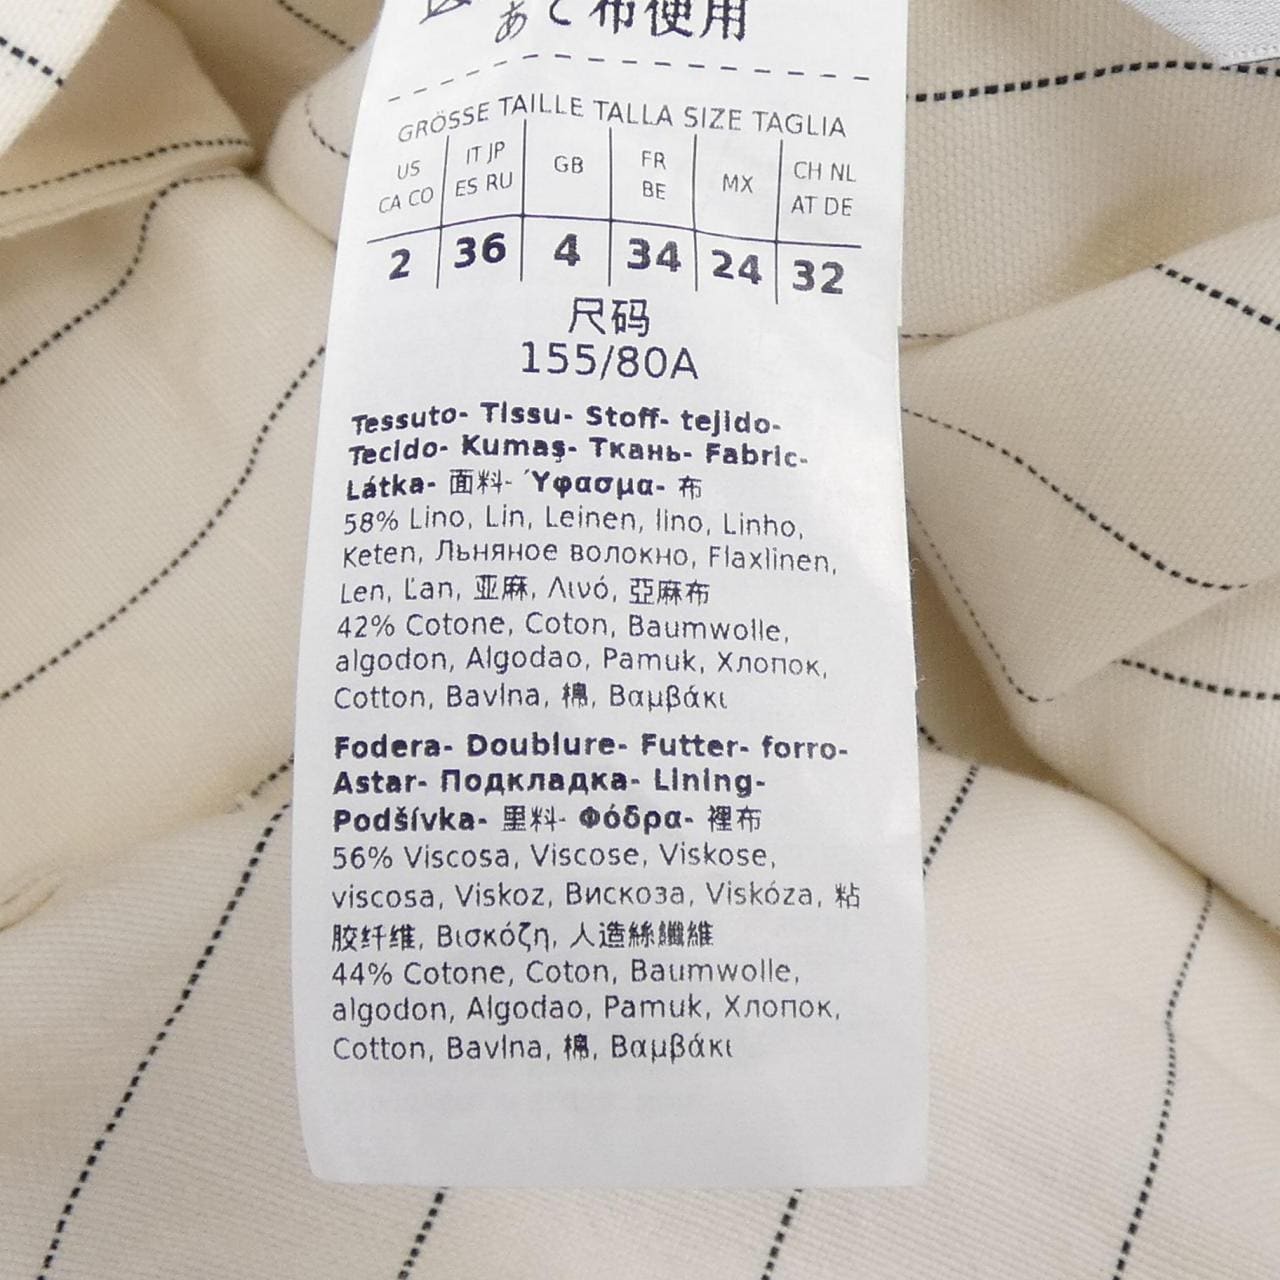 あて布使用
GRÖSSE TAILLE TALLA SIZE TAGLIA
US CA CO
IT JP ES RU
GB
FR BE
MX
CH NL AT DE
2 36 4 34 24 32
尺码
155/80A
Tessuto- Tissu- Stoff- tejido-
Tecido- Kumaş- Ткань- Fabric-
Látka- 面料- Ύφασμα- 布
58% Lino, Lin, Leinen, lino, Linho,
Keten, Льняное волокно, Flaxlinen,
Len, Ľan, 亚麻, Λινό, 亞麻布
42% Cotone, Coton, Baumwolle,
algodon, Algodao, Pamuk, Хлопок,
Cotton, Bavlna, 棉, Βαμβάκι
Fodera- Doublure- Futter- forro-
Astar- Подкладка- Lining-
Podšívka- 里料- Φόδρα- 裡布
56% Viscosa, Viscose, Viskose,
viscosa, Viskoz, Вискоза, Viskóza, 粘
胶纤维, Βισκόζη, 人造絲纖維
44% Cotone, Coton, Baumwolle,
algodon, Algodao, Pamuk, Хлопок,
Cotton, Bavlna, 棉, Βαμβάκι